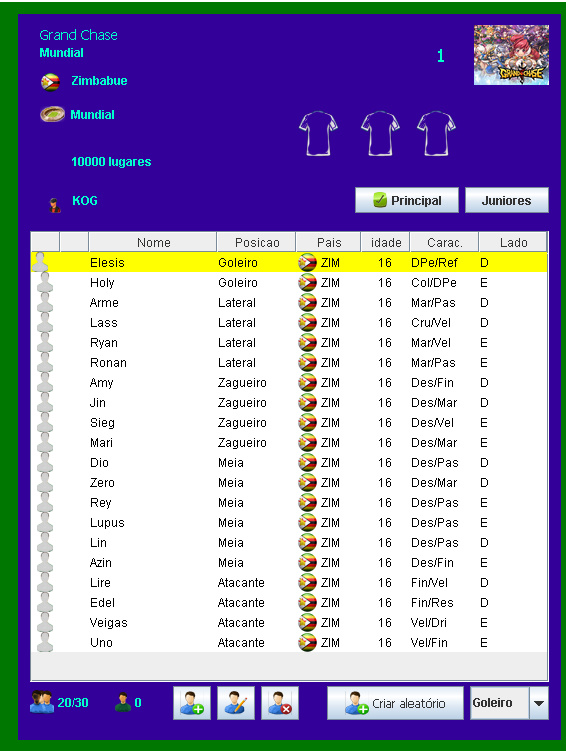 Grand Chase
Mundial
1
GRAND CHASE
Zimbabue
Mundial
10000 lugares
KOG
Principal Juniores
Nome Posicao Pais idade Carac. Lado
Elesis Goleiro ZIM 16 DPe/Ref D
Holy Goleiro ZIM 16 Col/DPe E
Arme Lateral ZIM 16 Mar/Pas D
Lass Lateral ZIM 16 Cru/Vel D
Ryan Lateral ZIM 16 Mar/Vel E
Ronan Lateral ZIM 16 Mar/Pas E
Amy Zagueiro ZIM 16 Des/Fin D
Jin Zagueiro ZIM 16 Des/Mar D
Sieg Zagueiro ZIM 16 Des/Vel E
Mari Zagueiro ZIM 16 Des/Mar E
Dio Meia ZIM 16 Des/Pas D
Zero Meia ZIM 16 Des/Mar D
Rey Meia ZIM 16 Des/Pas E
Lupus Meia ZIM 16 Des/Pas E
Lin Meia ZIM 16 Des/Pas D
Azin Meia ZIM 16 Des/Fin E
Lire Atacante ZIM 16 Fin/Vel D
Edel Atacante ZIM 16 Fin/Res D
Veigas Atacante ZIM 16 Vel/Dri E
Uno Atacante ZIM 16 Vel/Fin E
20/30 0 Criar aleatório Goleiro